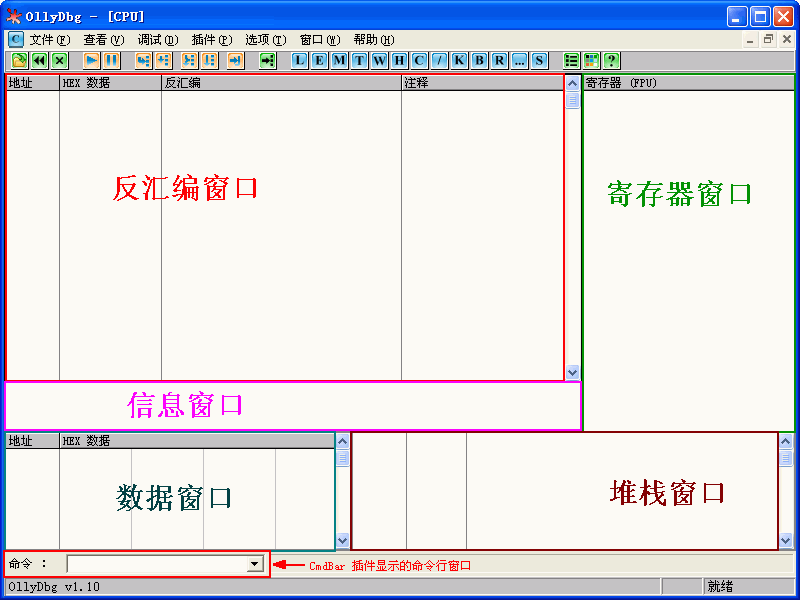 OllyDbg - [CPU]
C 文件(F) 查看(V) 调试(D) 插件(P) 选项(T) 窗口(W) 帮助(H)
L E M T W H C / K B R ... S ?
地址 HEX 数据 反汇编 注释 寄存器 (FPU)
反汇编窗口
寄存器窗口
信息窗口
地址 HEX 数据
数据窗口
堆栈窗口
命令 : CmdBar 插件显示的命令行窗口
OllyDbg v1.10 就绪